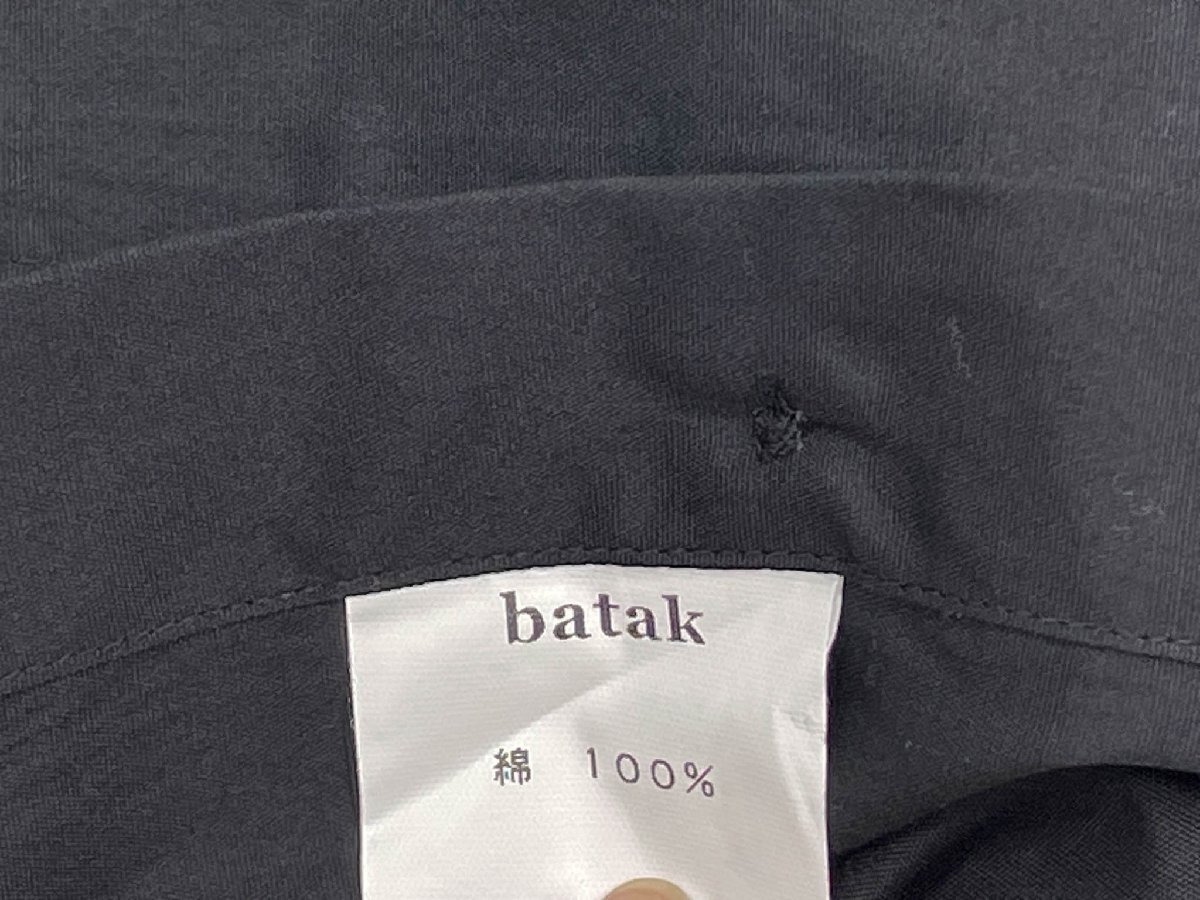 batak
綿 100%